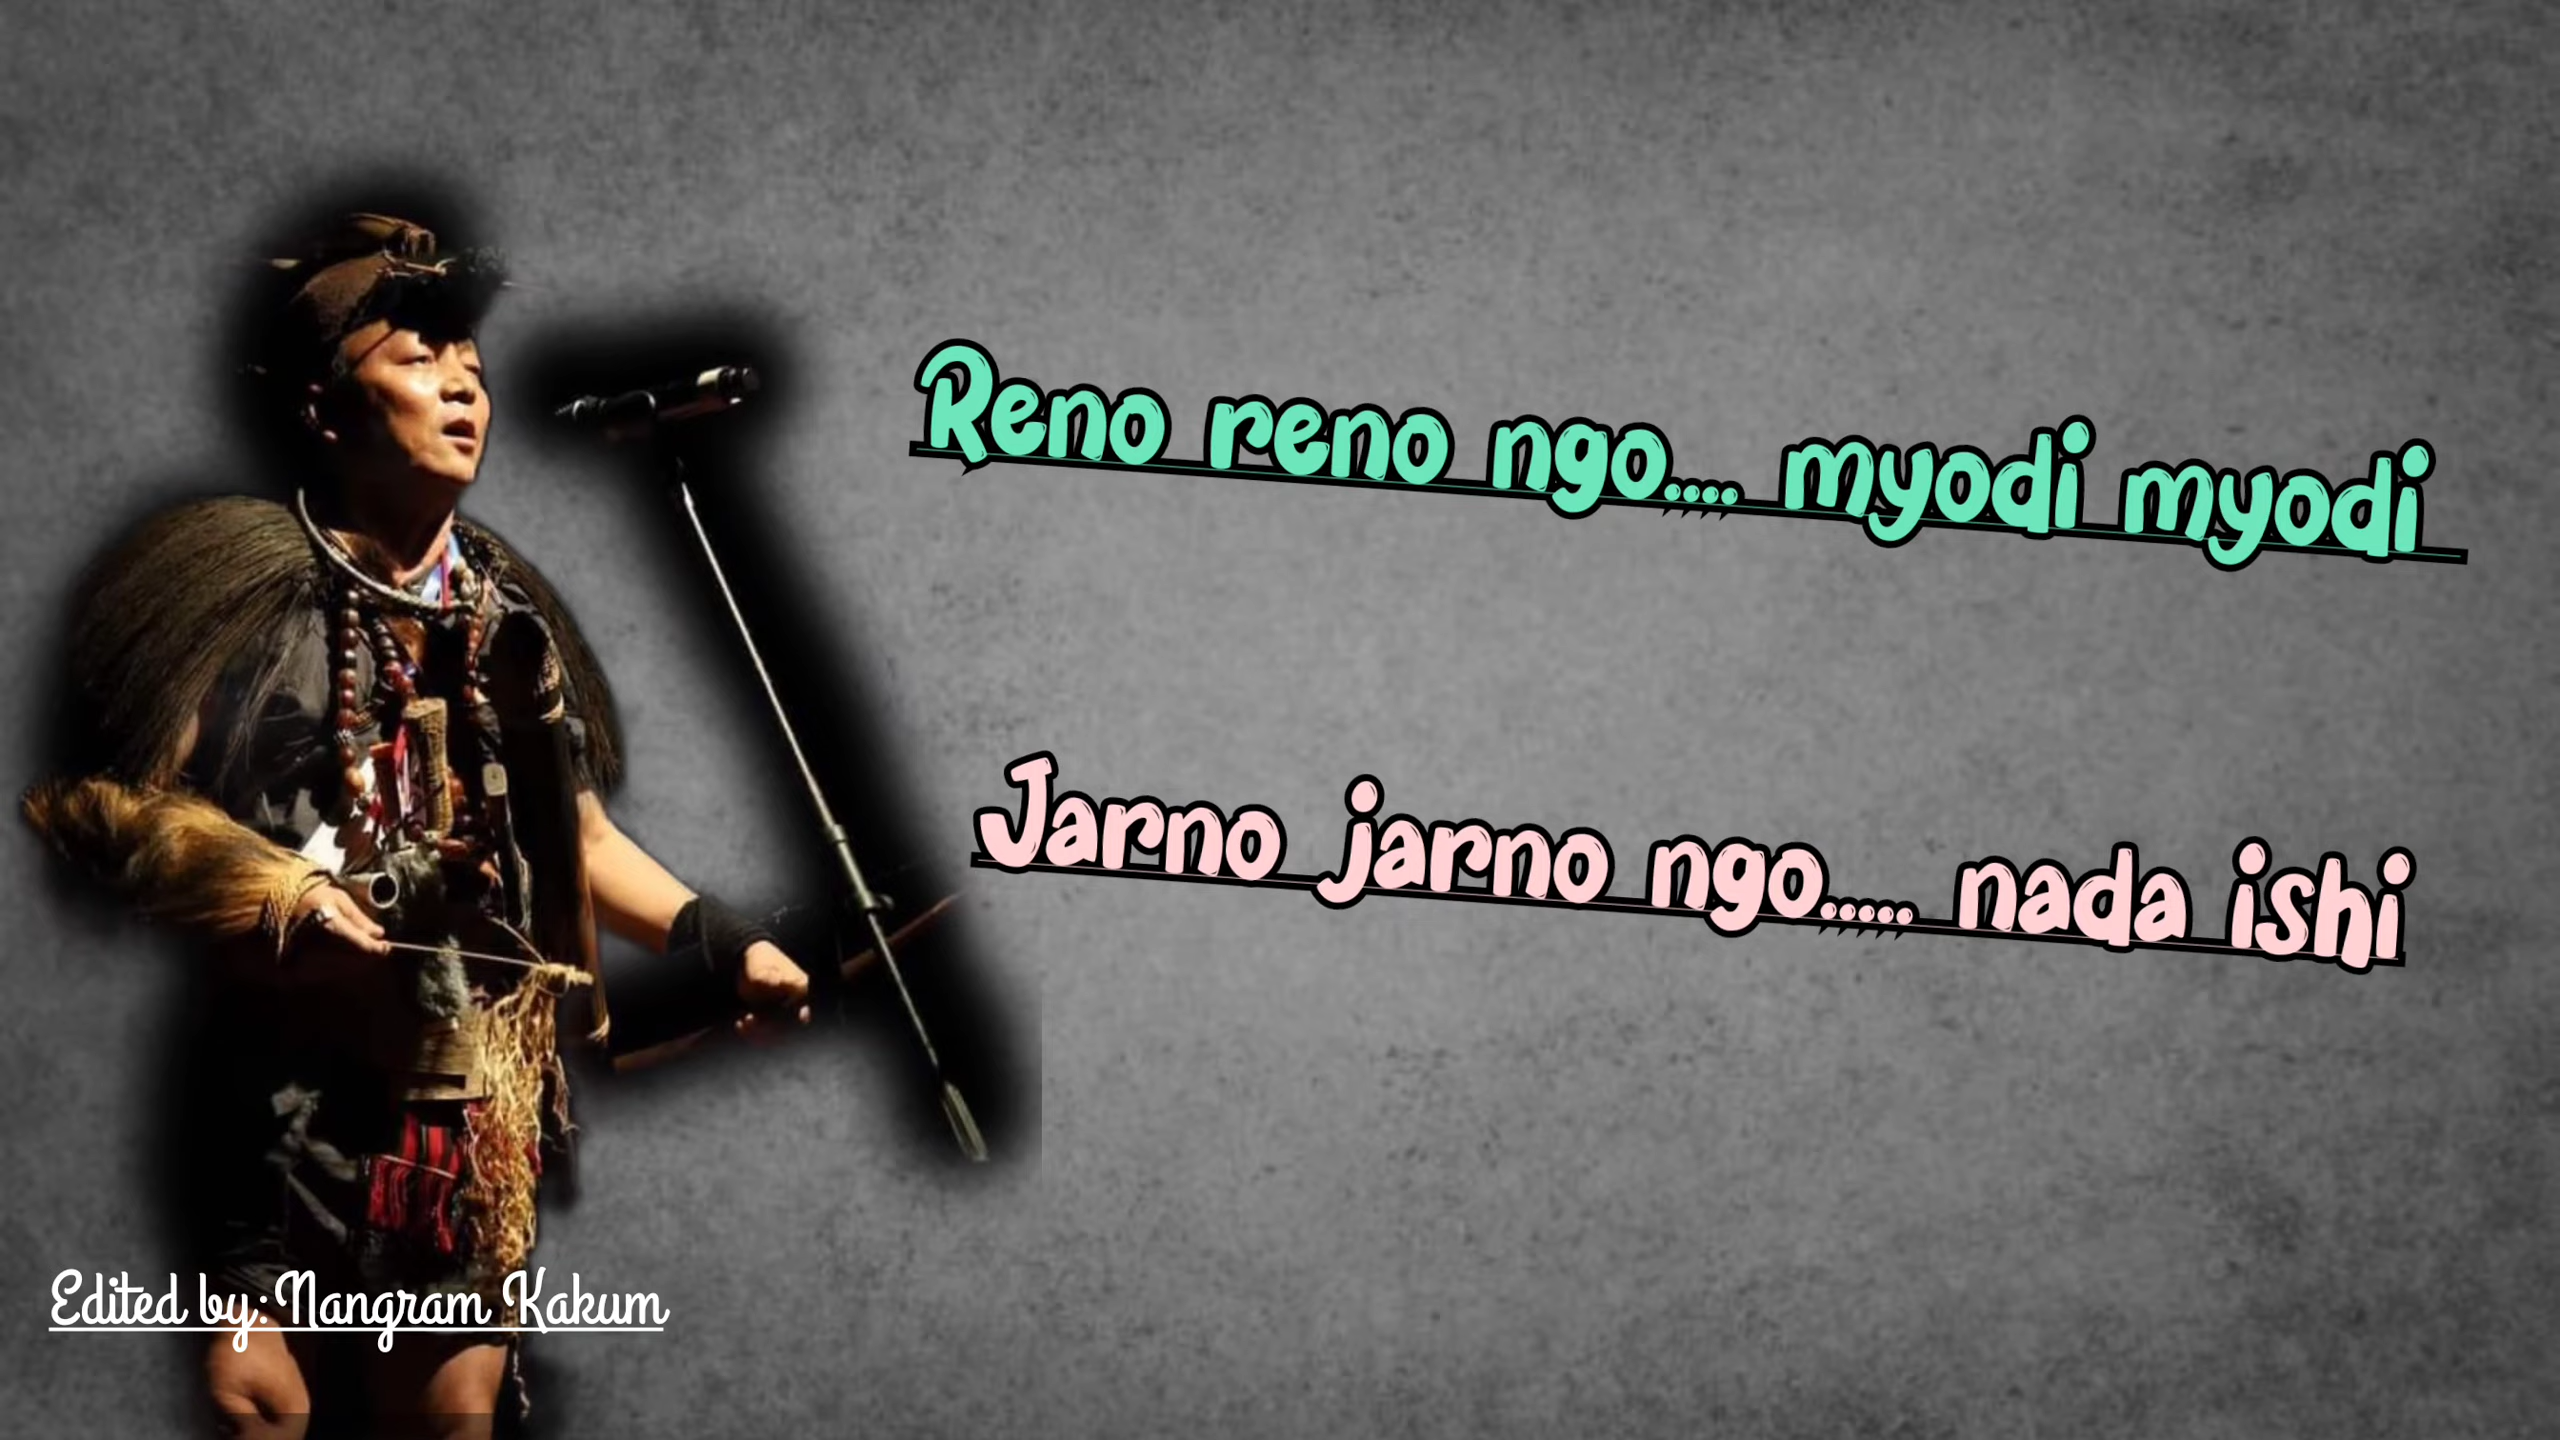 Reno reno ngo.... myodi myodi
Jarno jarno ngo..... nada ishi
Edited by: Nangram Kakum